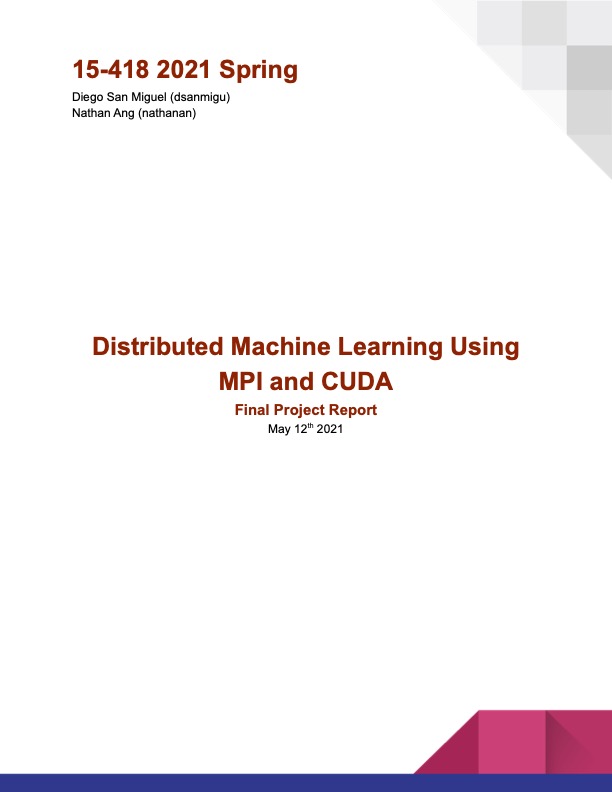 15-418 2021 Spring
Diego San Miguel (dsanmigu)
Nathan Ang (nathanan)
Distributed Machine Learning Using
MPI and CUDA
Final Project Report
May 12th 2021